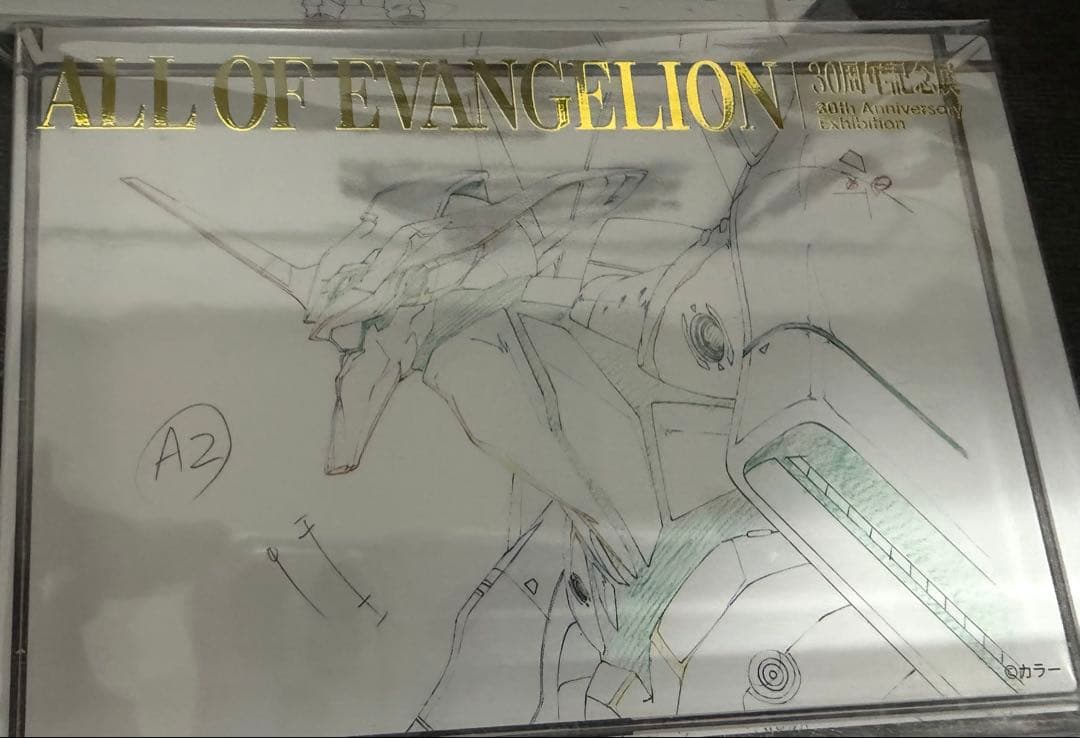 ALL OF EVANGELION
30周年記念展
30th Anniversary
Exhibition
A2
©カラー